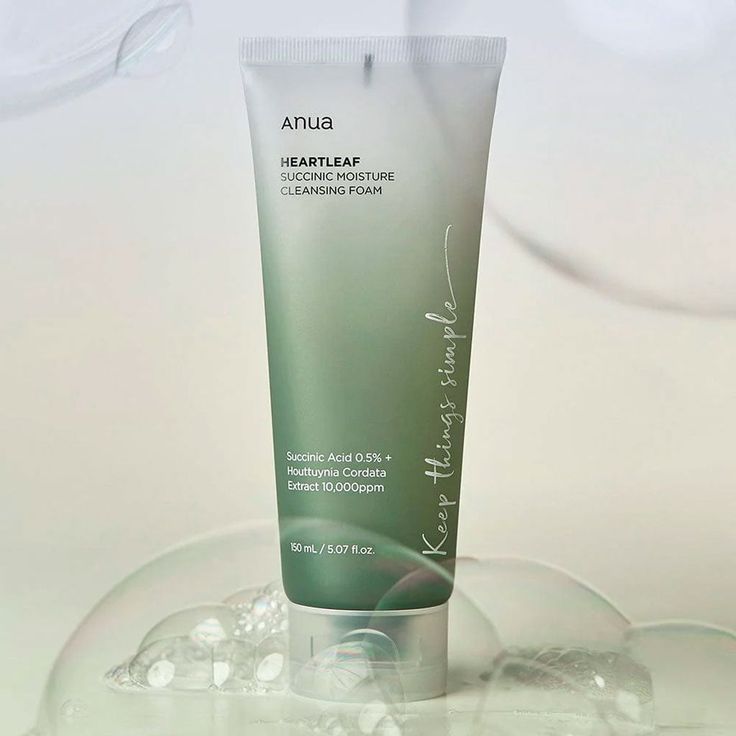 Anua
HEARTLEAF
SUCCINIC MOISTURE
CLEANSING FOAM
Keep things simple
Succinic Acid 0.5% +
Houttuynia Cordata
Extract 10,000ppm
150 mL / 5.07 fl.oz.